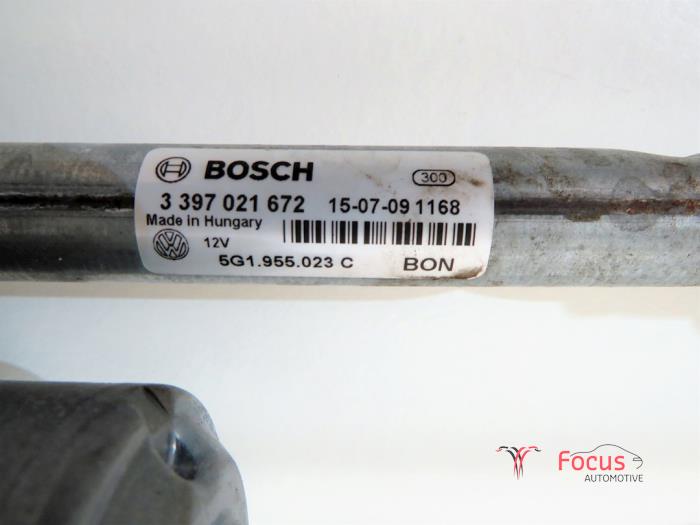 BOSCH 300
3 397 021 672 15-07-09 1168
Made in Hungary
12V
5G1.955.023 C BON
Focus
AUTOMOTIVE